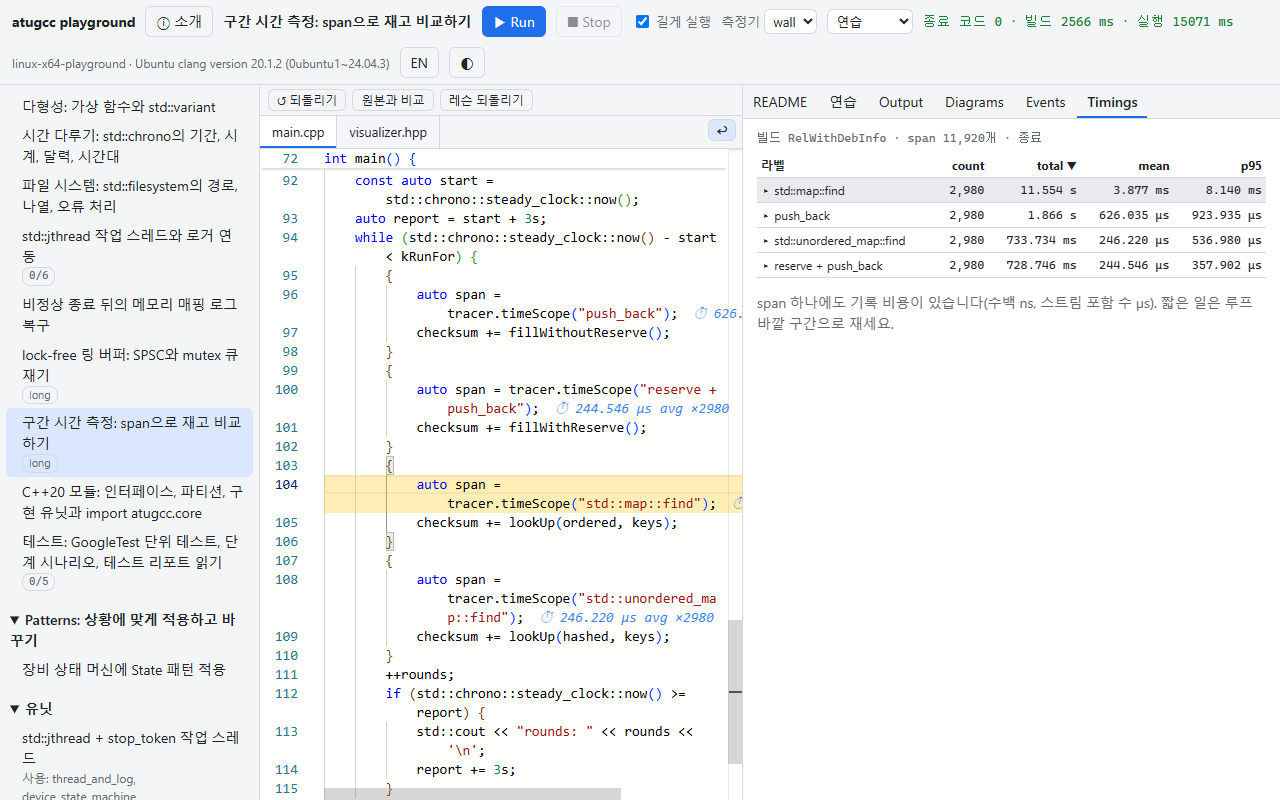 atugcc playground
ⓘ 소개
구간 시간 측정: span으로 재고 비교하기
▶ Run
■ Stop
길게 실행
측정기
wall
연습
종료 코드 0 · 빌드 2566 ms · 실행 15071 ms
linux-x64-playground · Ubuntu clang version 20.1.2 (0ubuntu1~24.04.3)
EN
다형성: 가상 함수와 std::variant
시간 다루기: std::chrono의 기간, 시
계, 달력, 시간대
파일 시스템: std::filesystem의 경로,
나열, 오류 처리
std::jthread 작업 스레드와 로거 연
동
0/6
비정상 종료 뒤의 메모리 매핑 로그
복구
lock-free 링 버퍼: SPSC와 mutex 큐
재기
long
구간 시간 측정: span으로 재고 비교
하기
long
C++20 모듈: 인터페이스, 파티션, 구
현 유닛과 import atugcc.core
테스트: GoogleTest 단위 테스트, 단
계 시나리오, 테스트 리포트 읽기
0/5
▼ Patterns: 상황에 맞게 적용하고 바
꾸기
장비 상태 머신에 State 패턴 적용
▼ 유닛
std::jthread + stop_token 작업 스레
드
사용: thread_and_log,
device_state_machine
↺ 되돌리기
원본과 비교
레슨 되돌리기
main.cpp
visualizer.hpp
72 int main() {
92 const auto start =
std::chrono::steady_clock::now();
93 auto report = start + 3s;
94 while (std::chrono::steady_clock::now() - start
< kRunFor) {
95 {
96 auto span =
tracer.timeScope("push_back"); ⏱ 626.
97 checksum += fillWithoutReserve();
98 }
99 {
100 auto span = tracer.timeScope("reserve +
push_back"); ⏱ 244.546 µs avg ×2980
101 checksum += fillWithReserve();
102 }
103 {
104 auto span =
tracer.timeScope("std::map::find"); ⏱
105 checksum += lookUp(ordered, keys);
106 }
107 {
108 auto span =
tracer.timeScope("std::unordered_ma
p::find"); ⏱ 246.220 µs avg ×2980
109 checksum += lookUp(hashed, keys);
110 }
111 ++rounds;
112 if (std::chrono::steady_clock::now() >=
report) {
113 std::cout << "rounds: " << rounds <<
'\n';
114 report += 3s;
115 }
README
연습
Output
Diagrams
Events
Timings
빌드 RelWithDebInfo · span 11,920개 · 종료
라벨 count total ▼ mean p95
▸ std::map::find 2,980 11.554 s 3.877 ms 8.140 ms
▸ push_back 2,980 1.866 s 626.035 µs 923.935 µs
▸ std::unordered_map::find 2,980 733.734 ms 246.220 µs 536.980 µs
▸ reserve + push_back 2,980 728.746 ms 244.546 µs 357.902 µs
span 하나에도 기록 비용이 있습니다(수백 ns, 스트림 포함 수 µs). 짧은 일은 루프
바깥 구간으로 재세요.